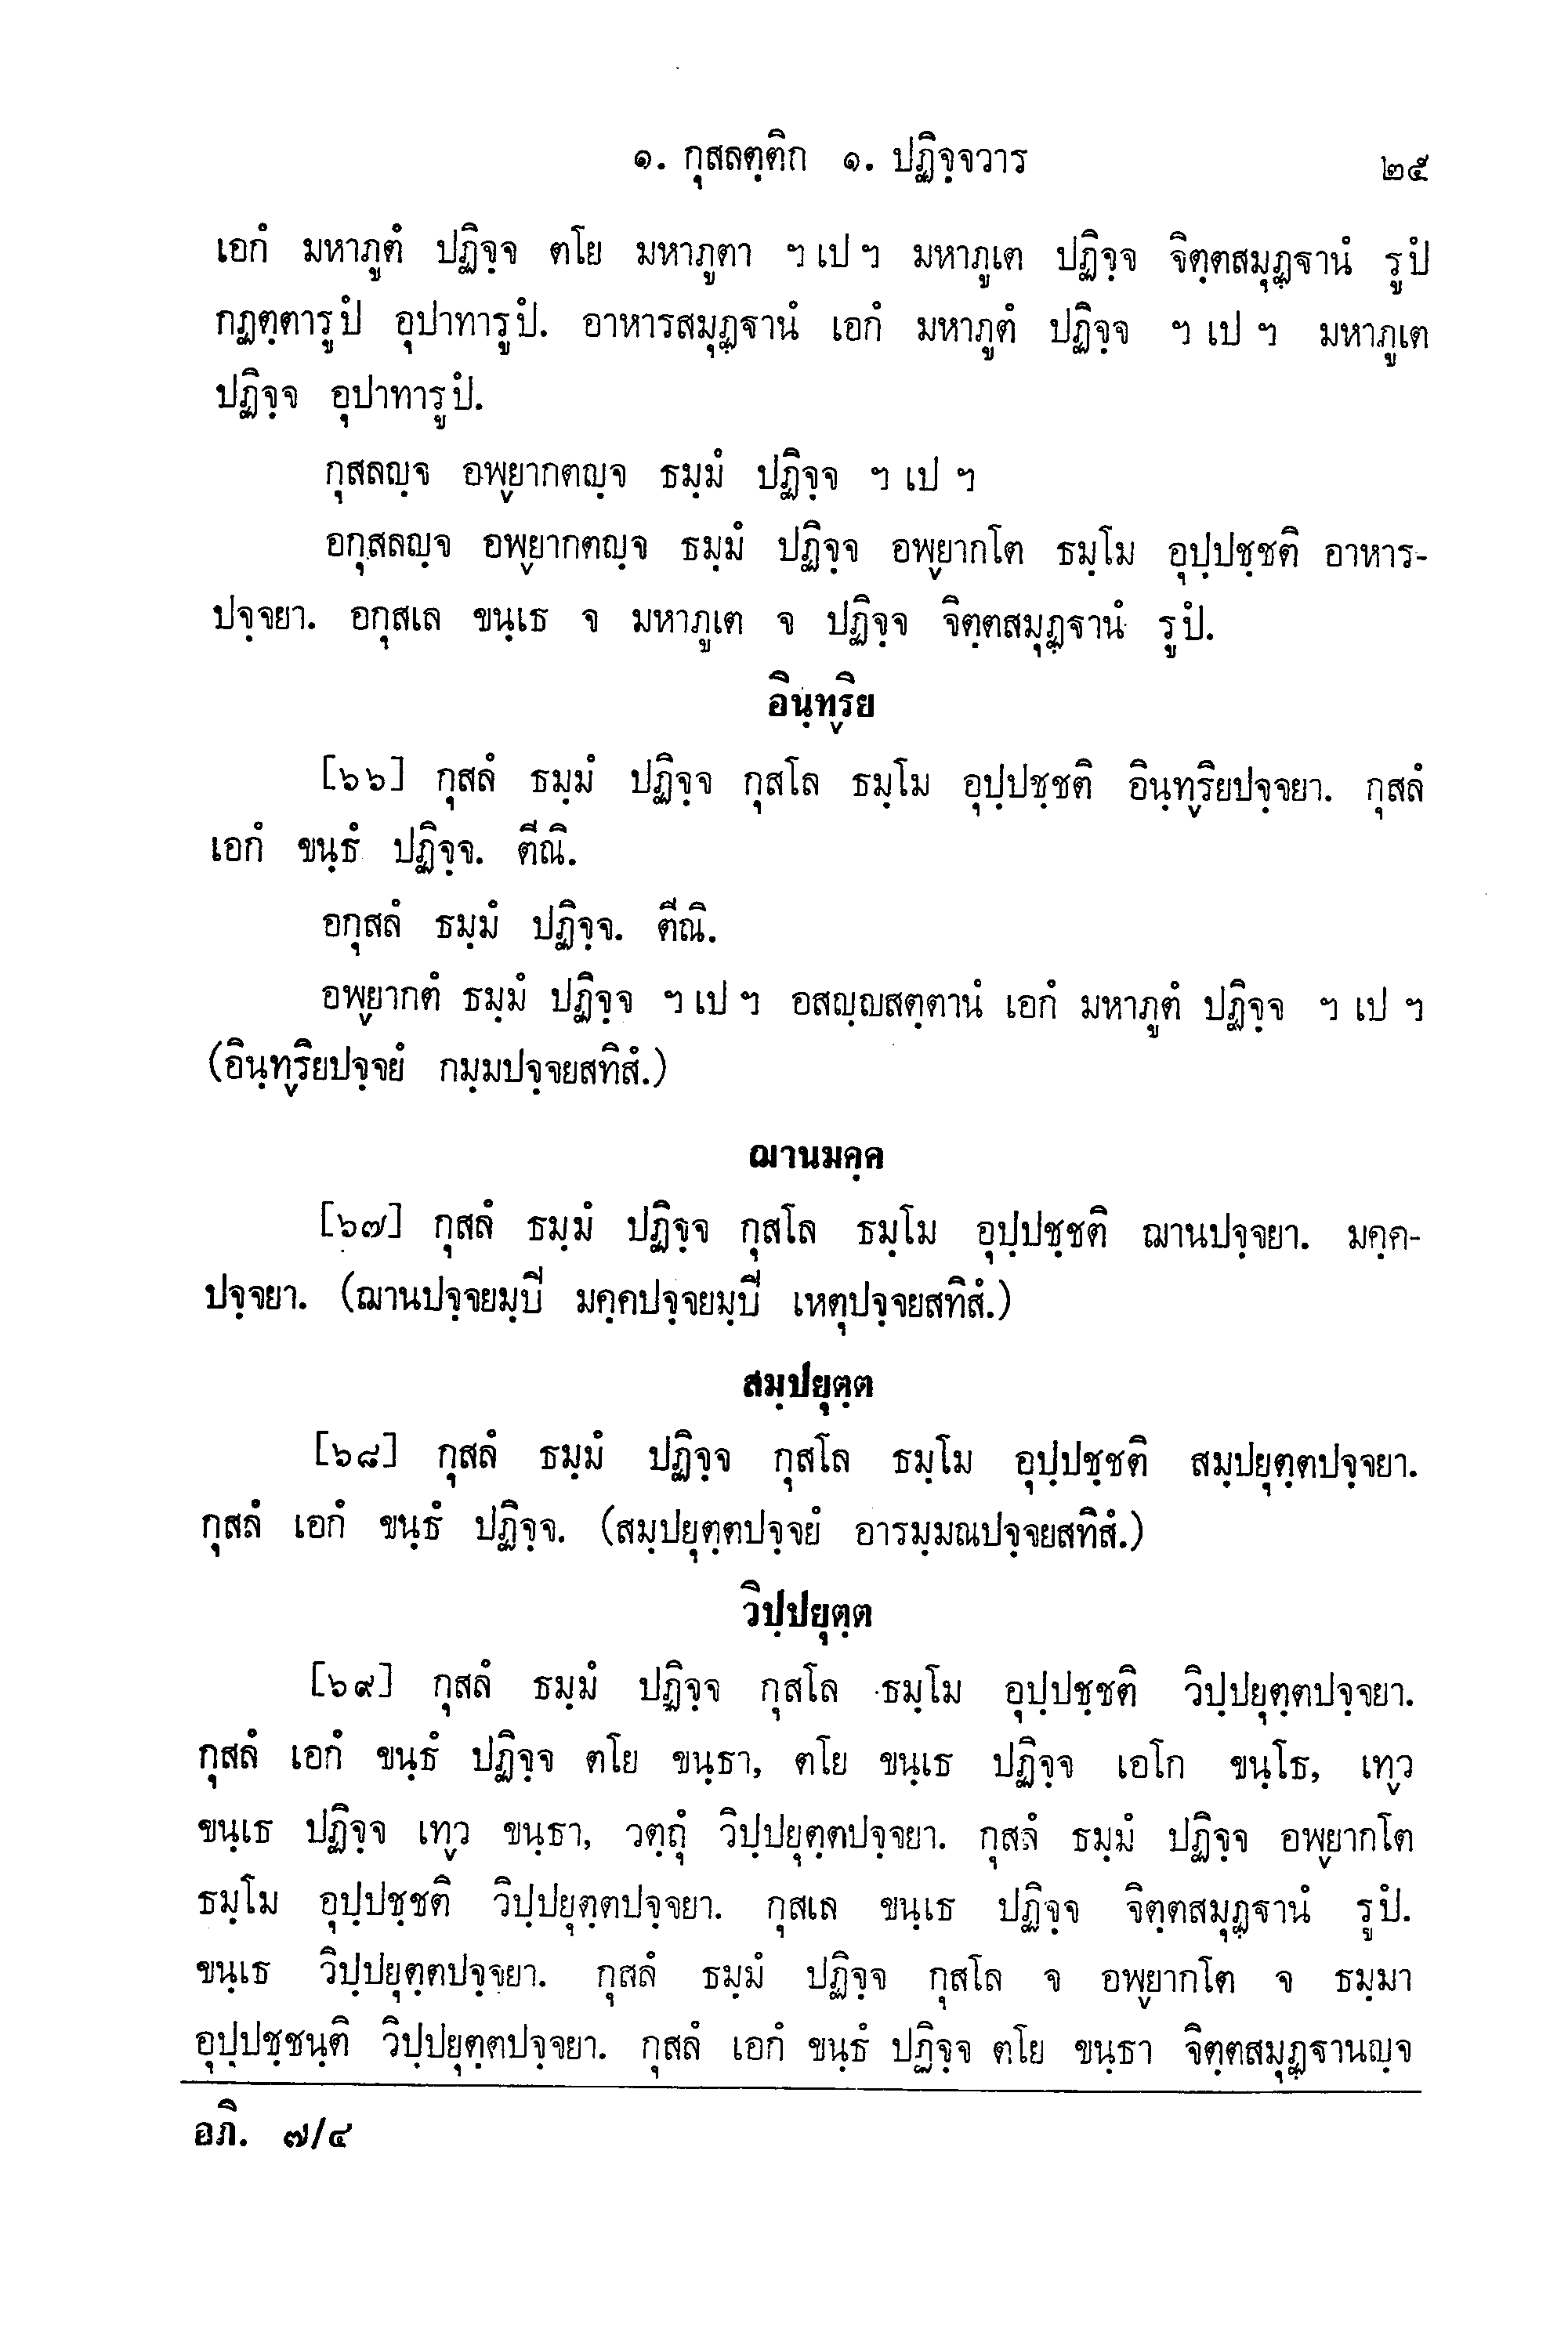 ๑. กุสลตฺติก ๑. ปฏิจฺจวาร ๒๕
เอกํ มหาภูตํ ปฏิจฺจ ตโย มหาภูตา ฯ เป ฯ มหาภูเต ปฏิจฺจ จิตฺตสมุฏฺฐานํ รูปํ
กฏตฺตารูปํ อุปาทารูปํ. อาหารสมุฏฺฐานํ เอกํ มหาภูตํ ปฏิจฺจ ฯ เป ฯ มหาภูเต
ปฏิจฺจ อุปาทารูปํ.
กุสลญฺจ อพฺยากตญฺจ ธมฺมํ ปฏิจฺจ ฯ เป ฯ
อกุสลญฺจ อพฺยากตญฺจ ธมฺมํ ปฏิจฺจ อพฺยากโต ธมฺโม อุปฺปชฺชติ อาหาร-
ปจฺจยา. อกุสเล ขนฺเธ จ มหาภูเต จ ปฏิจฺจ จิตฺตสมุฏฺฐานํ รูปํ.
อินฺทฺริย
[๖๖] กุสลํ ธมฺมํ ปฏิจฺจ กุสโล ธมฺโม อุปฺปชฺชติ อินฺทฺริยปจฺจยา. กุสลํ
เอกํ ขนฺธํ ปฏิจฺจ. ตีณิ.
อกุสลํ ธมฺมํ ปฏิจฺจ. ตีณิ.
อพฺยากตํ ธมฺมํ ปฏิจฺจ ฯ เป ฯ อสญฺญสตฺตานํ เอกํ มหาภูตํ ปฏิจฺจ ฯ เป ฯ
(อินฺทฺริยปจฺจยํ กมฺมปจฺจยสทิสํ.)
ฌานมคฺค
[๖๗] กุสลํ ธมฺมํ ปฏิจฺจ กุสโล ธมฺโม อุปฺปชฺชติ ฌานปจฺจยา. มคฺค-
ปจฺจยา. (ฌานปจฺจยมฺปิ มคฺคปจฺจยมฺปิ เหตุปจฺจยสทิสํ.)
สมฺปยุตฺต
[๖๘] กุสลํ ธมฺมํ ปฏิจฺจ กุสโล ธมฺโม อุปฺปชฺชติ สมฺปยุตฺตปจฺจยา.
กุสลํ เอกํ ขนฺธํ ปฏิจฺจ. (สมฺปยุตฺตปจฺจยํ อารมฺมณปจฺจยสทิสํ.)
วิปฺปยุตฺต
[๖๙] กุสลํ ธมฺมํ ปฏิจฺจ กุสโล ธมฺโม อุปฺปชฺชติ วิปฺปยุตฺตปจฺจยา.
กุสลํ เอกํ ขนฺธํ ปฏิจฺจ ตโย ขนฺธา, ตโย ขนฺเธ ปฏิจฺจ เอโก ขนฺโธ, เทฺว
ขนฺเธ ปฏิจฺจ เทฺว ขนฺธา, วตฺถุํ วิปฺปยุตฺตปจฺจยา. กุสลํ ธมฺมํ ปฏิจฺจ อพฺยากโต
ธมฺโม อุปฺปชฺชติ วิปฺปยุตฺตปจฺจยา. กุสเล ขนฺเธ ปฏิจฺจ จิตฺตสมุฏฺฐานํ รูปํ.
ขนฺเธ วิปฺปยุตฺตปจฺจยา. กุสลํ ธมฺมํ ปฏิจฺจ กุสโล จ อพฺยากโต จ ธมฺมา
อุปฺปชฺชนฺติ วิปฺปยุตฺตปจฺจยา. กุสลํ เอกํ ขนฺธํ ปฏิจฺจ ตโย ขนฺธา จิตฺตสมุฏฺฐานญฺจ
อภิ. ๗/๔